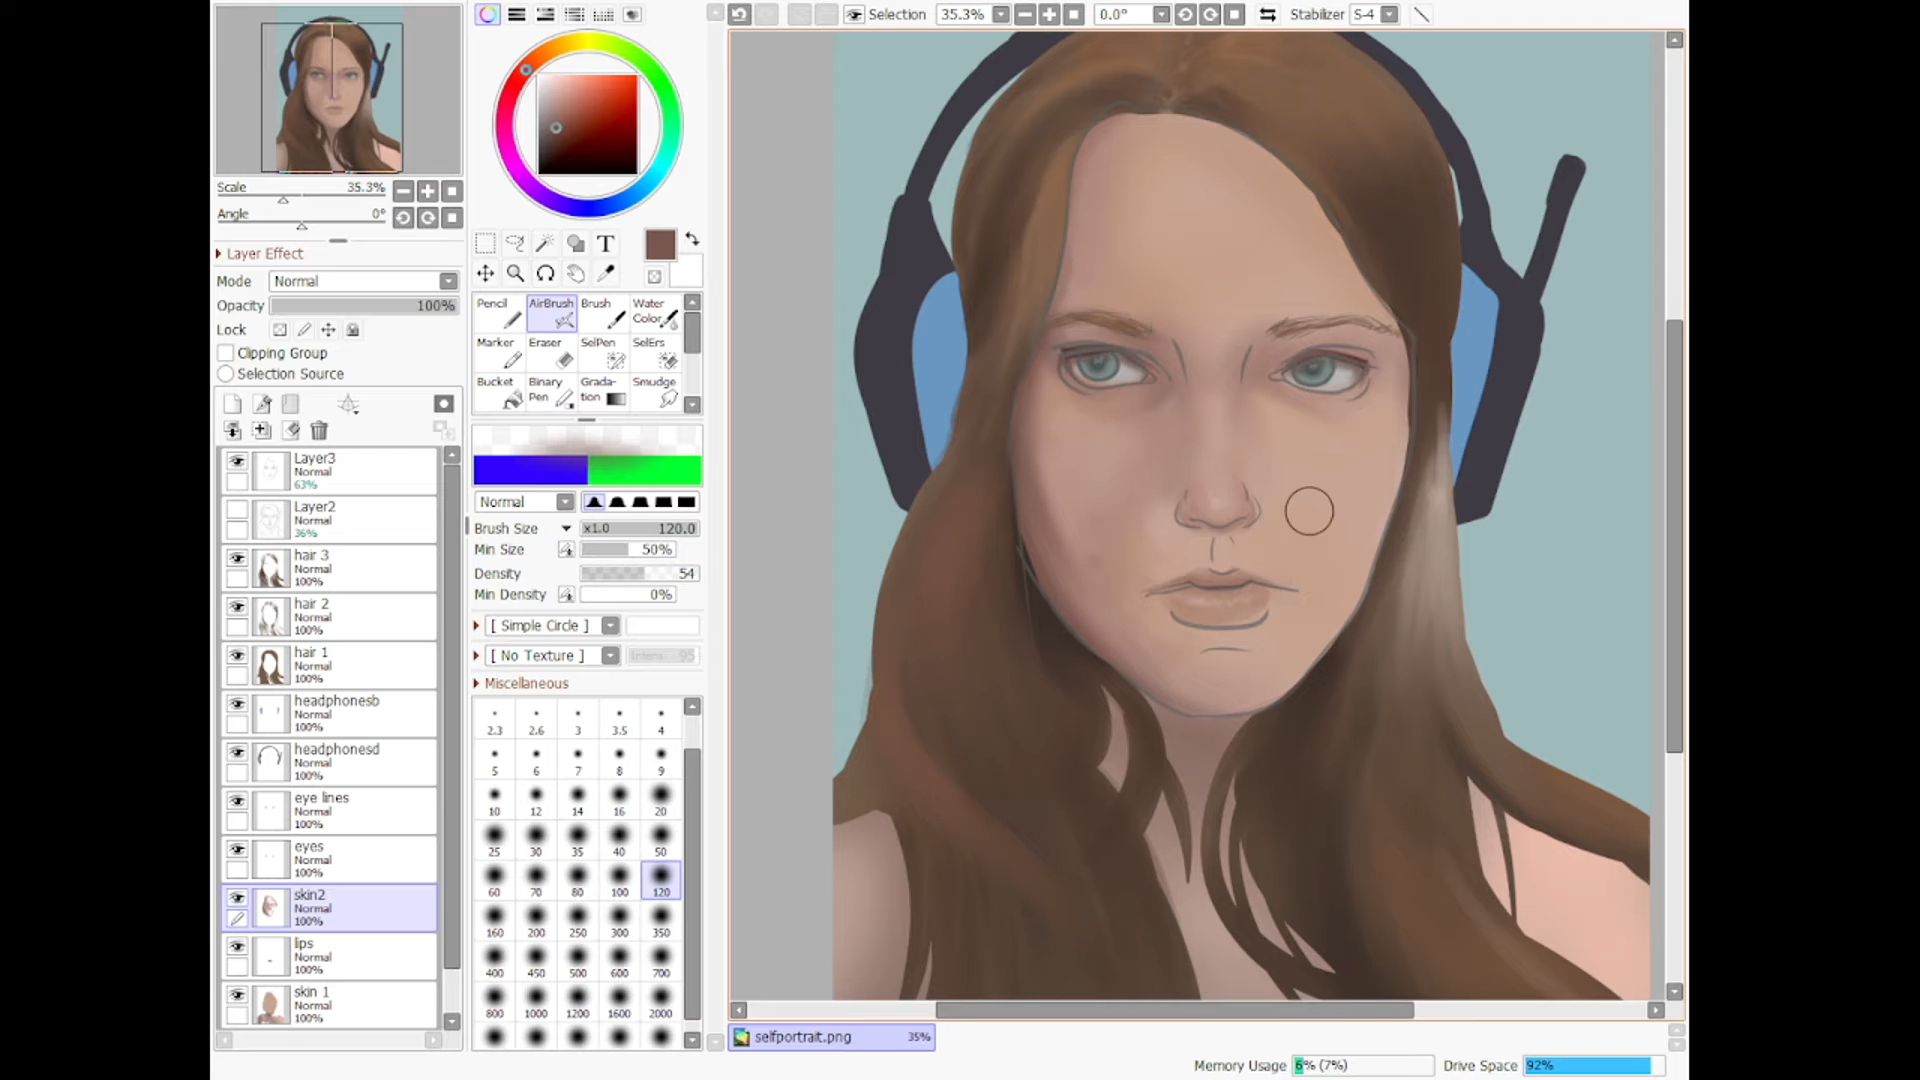 Selection 35.3% 0.0° Stabilizer S-4
Scale 35.3%
Angle 0°
Layer Effect
Mode Normal
Opacity 100%
Lock
Clipping Group
Selection Source
Layer3
Normal
63%
Layer2
Normal
36%
hair 3
Normal
100%
hair 2
Normal
100%
hair 1
Normal
100%
headphonesb
Normal
100%
headphonesd
Normal
100%
eye lines
Normal
100%
eyes
Normal
100%
skin2
Normal
100%
lips
Normal
100%
skin 1
Normal
100%
T
Pencil AirBrush Brush Water
Color
Marker Eraser SelPen SelErs
Bucket Binary Grada- Smudge
Pen tion
Normal
Brush Size x1.0 120.0
Min Size 50%
Density 54
Min Density 0%
[ Simple Circle ]
[ No Texture ] Intens. 95
Miscellaneous
2.3 2.6 3 3.5 4
5 6 7 8 9
10 12 14 16 20
25 30 35 40 50
60 70 80 100 120
160 200 250 300 350
400 450 500 600 700
800 1000 1200 1600 2000
selfportrait.png 35%
Memory Usage 6% (7%) Drive Space 92%